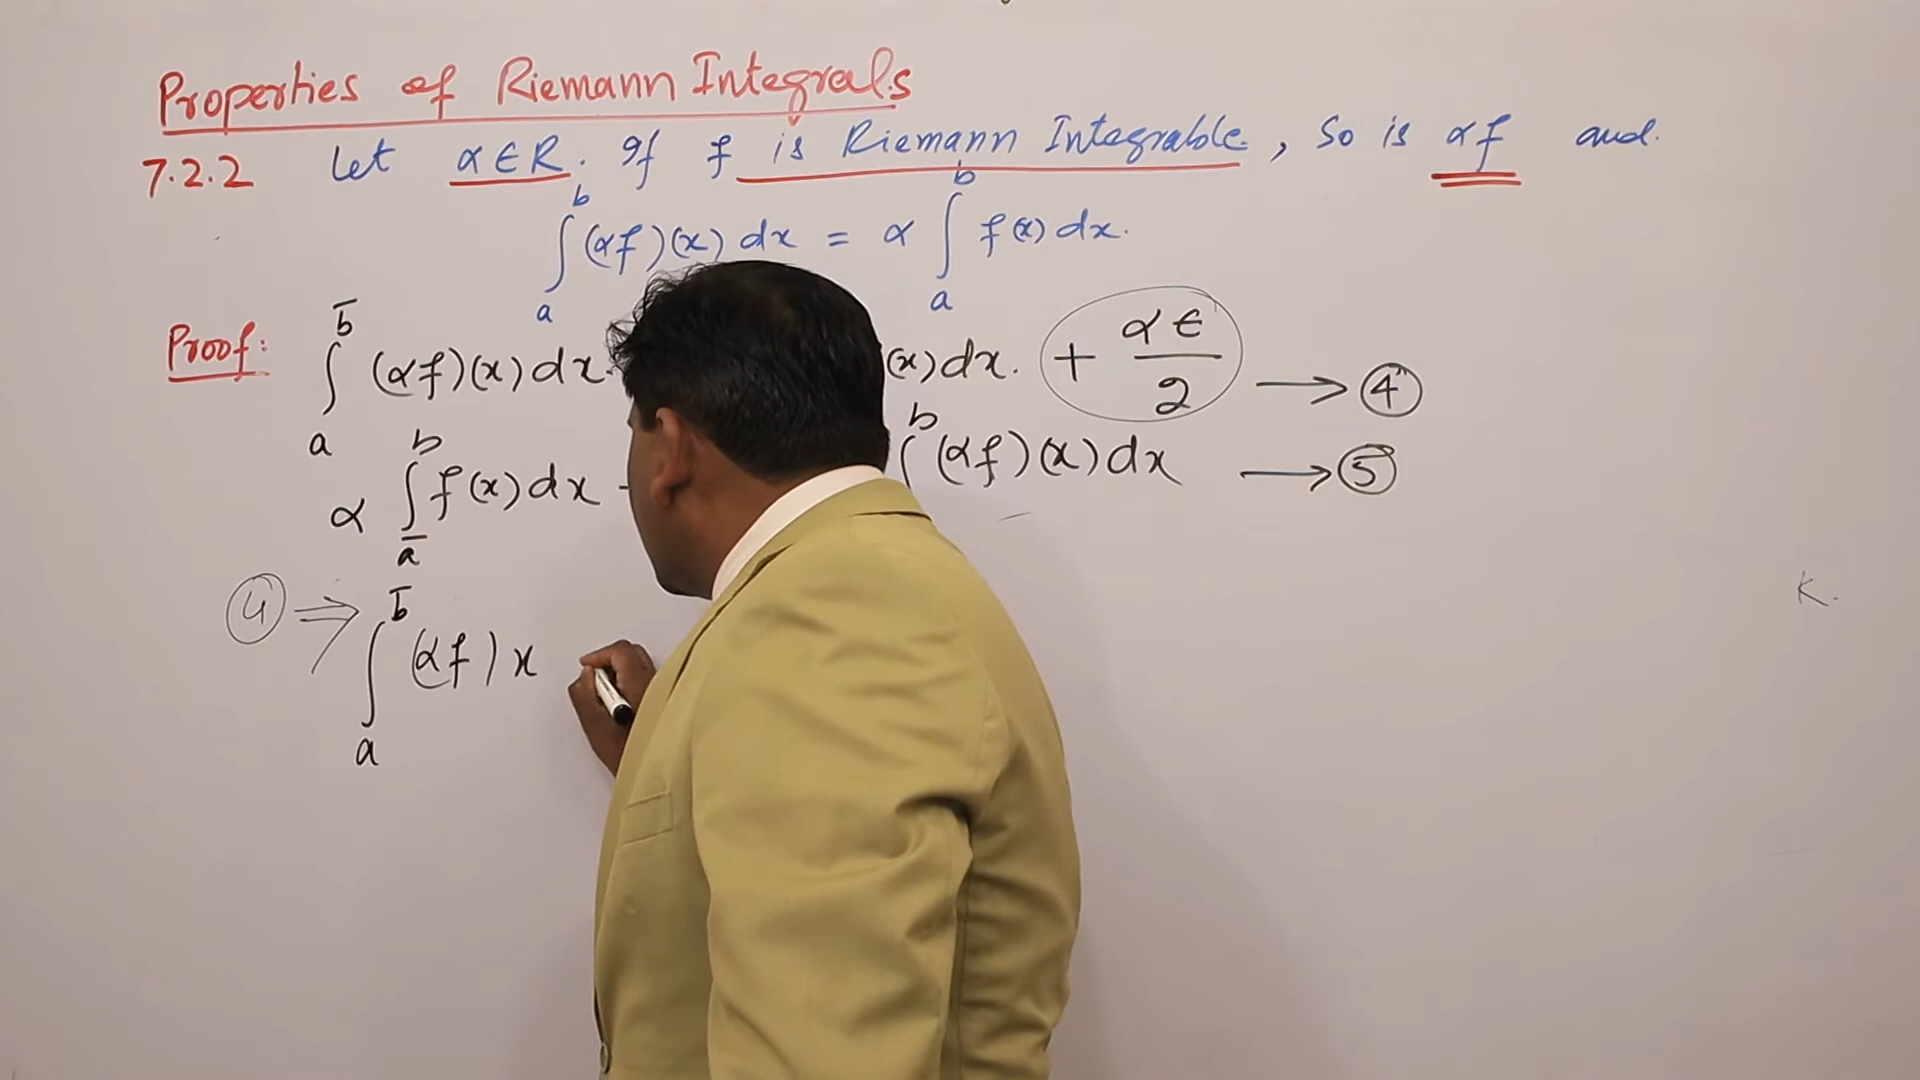 Properties of Riemann Integrals
7.2.2 Let α ∈ R. If f is Riemann Integrable, So is αf and.
∫_a^b (αf)(x) dx = α ∫_a^b f(x) dx.
Proof: ∫_a^b̄ (αf)(x) dx (x) dx. + αϵ/2 → ④
α ∫_a̅^b f(x) dx - ∫^b (αf)(x) dx → ⑤
④ ⇒ ∫_a^b̄ (αf) x
K.